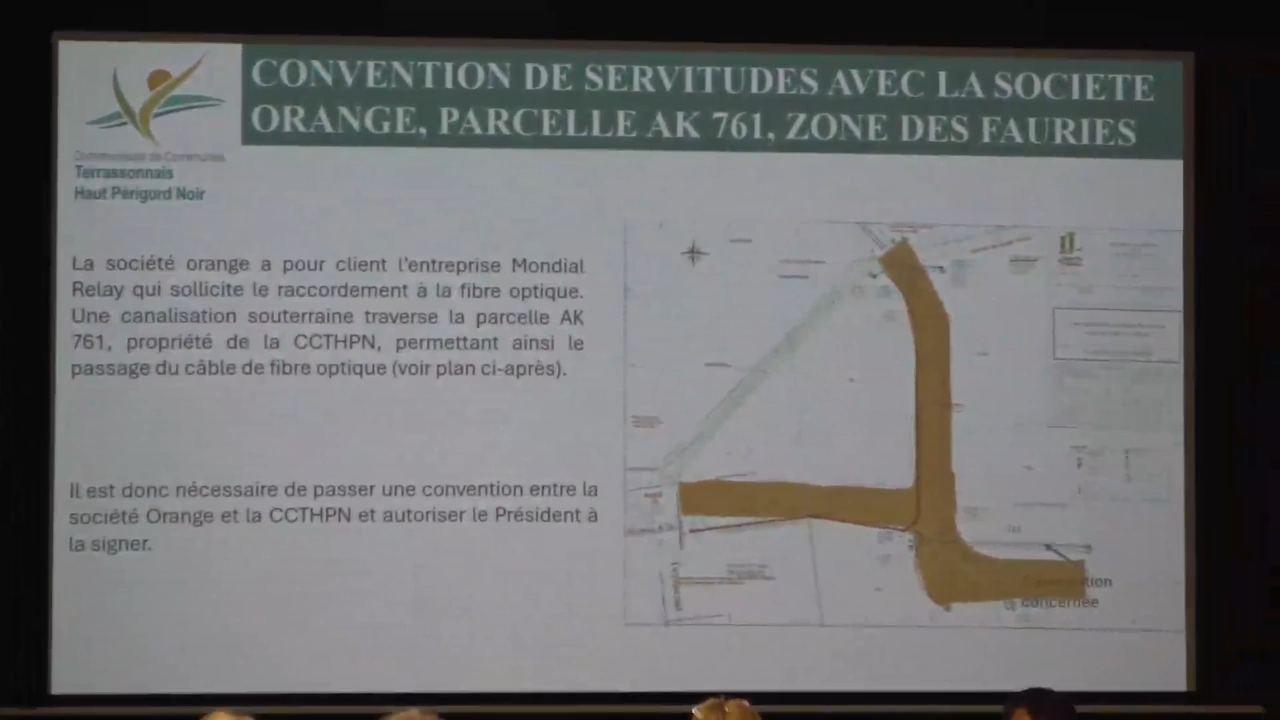 CONVENTION DE SERVITUDES AVEC LA SOCIETE
ORANGE, PARCELLE AK 761, ZONE DES FAURIES
Communauté de Communes
Terrassonnais
Haut Périgord Noir
La société orange a pour client l'entreprise Mondial
Relay qui sollicite le raccordement à la fibre optique.
Une canalisation souterraine traverse la parcelle AK
761, propriété de la CCTHPN, permettant ainsi le
passage du câble de fibre optique (voir plan ci-après).
Il est donc nécessaire de passer une convention entre la
société Orange et la CCTHPN et autoriser le Président à
la signer.
concernée